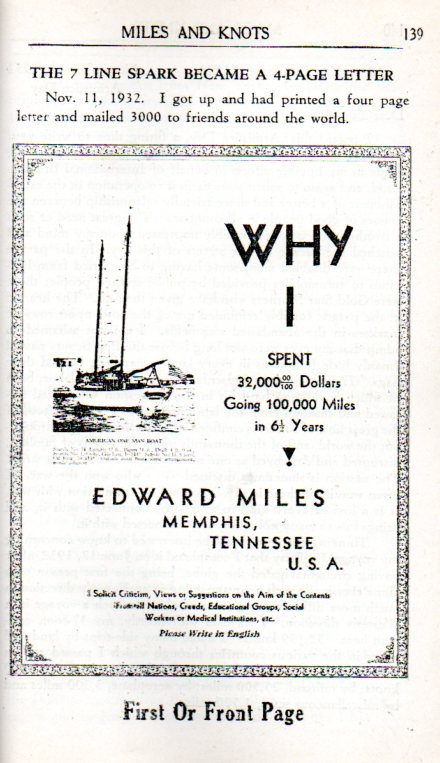 MILES AND KNOTS 139
THE 7 LINE SPARK BECAME A 4-PAGE LETTER
Nov. 11, 1932. I got up and had printed a four page
letter and mailed 3000 to friends around the world.
WHY
I
SPENT
32,000 00/100 Dollars
Going 100,000 Miles
in 6½ Years
AMERICAN ONE MAN BOAT
EDWARD MILES
MEMPHIS,
TENNESSEE
U. S. A.
I Solicit Criticism, Views or Suggestions on the Aim of the Contents
From all Nations, Creeds, Educational Groups, Social
Workers or Medical Institutions, etc.
Please Write in English
First Or Front Page